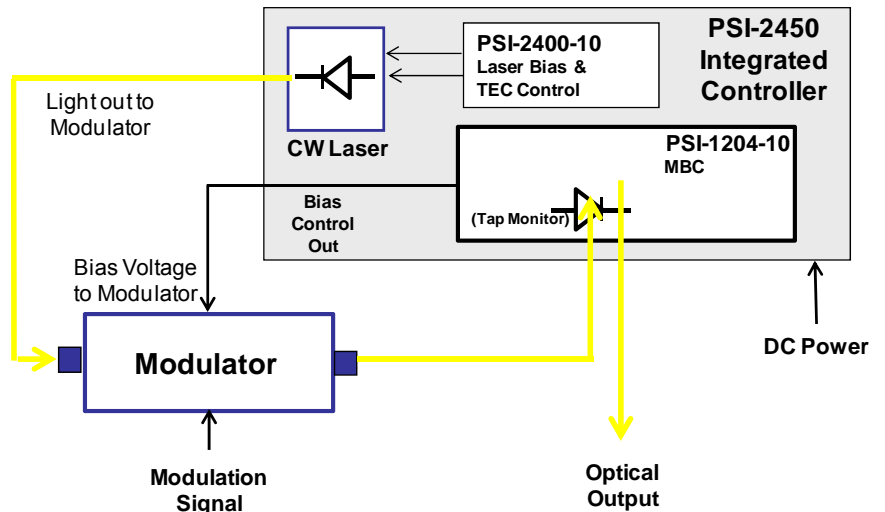 PSI-2450
Integrated
Controller
PSI-2400-10
Laser Bias &
TEC Control
Light out to
Modulator
CW Laser
PSI-1204-10
MBC
(Tap Monitor)
Bias
Control
Out
Bias Voltage
to Modulator
Modulator
DC Power
Modulation
Signal
Optical
Output